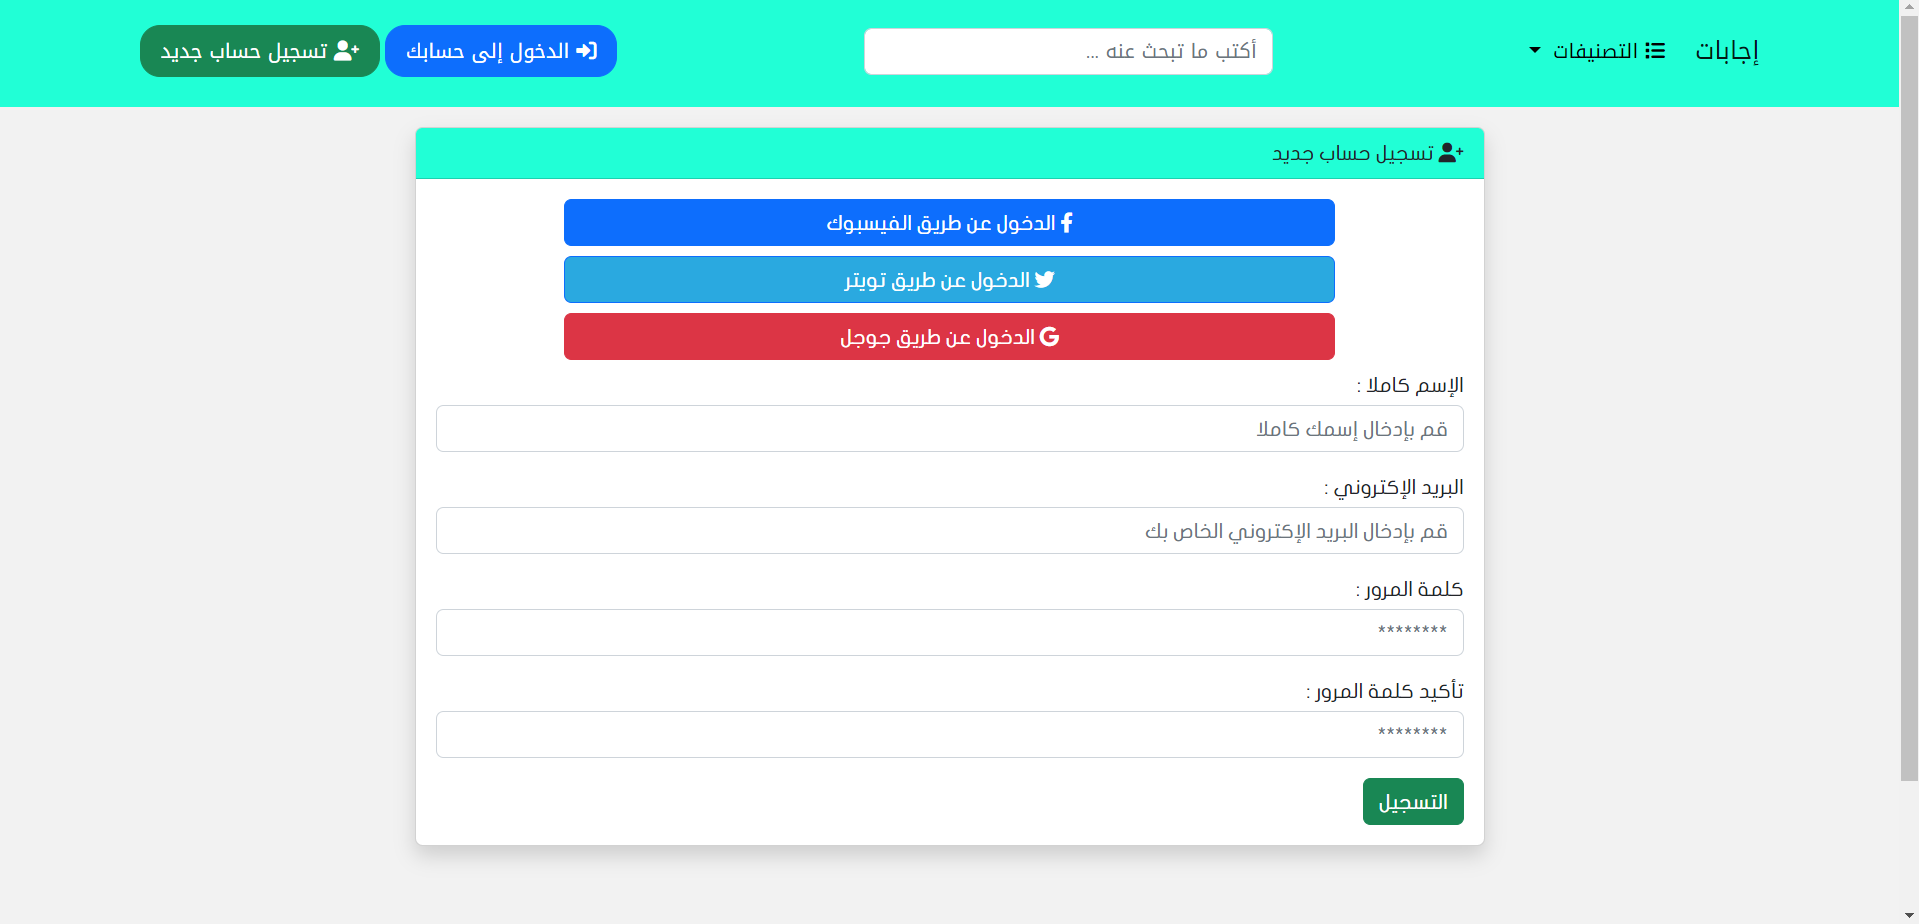 إجابات
التصنيفات
أكتب ما تبحث عنه ...
الدخول إلى حسابك
تسجيل حساب جديد
تسجيل حساب جديد
الدخول عن طريق الفيسبوك
الدخول عن طريق تويتر
الدخول عن طريق جوجل
الإسم كاملا :
قم بإدخال إسمك كاملا
البريد الإكتروني :
قم بإدخال البريد الإكتروني الخاص بك
كلمة المرور :
********
تأكيد كلمة المرور :
********
التسجيل